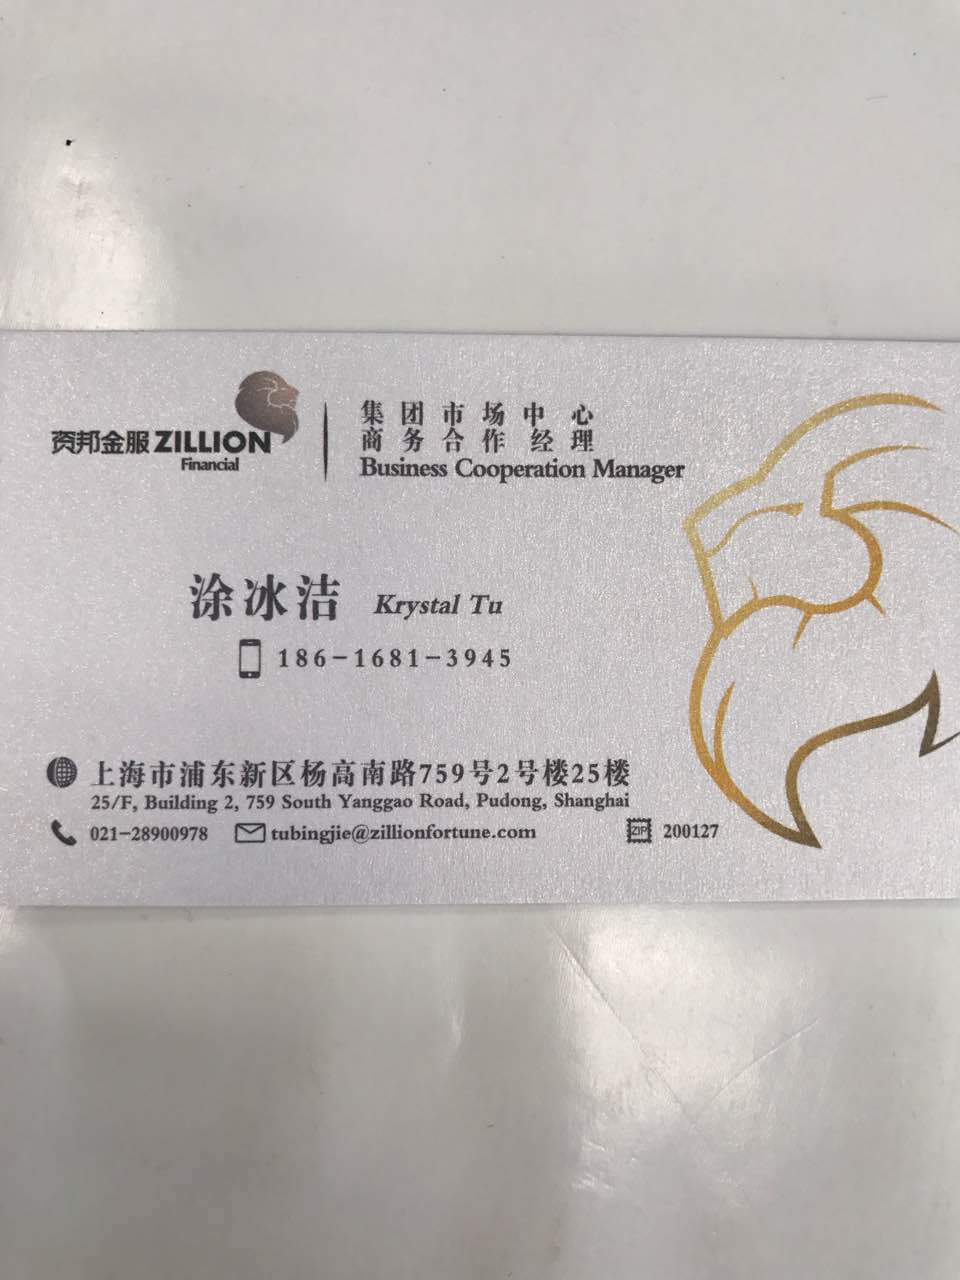 资邦金服 ZILLION
Financial
集团市场中心
商务合作 经理
Business Cooperation Manager
涂冰洁 Krystal Tu
186-1681-3945
上海市浦东新区杨高南路759号2号楼25楼
25/F, Building 2, 759 South Yanggao Road, Pudong, Shanghai
021-28900978 tubingjie@zillionfortune.com ZIP 200127